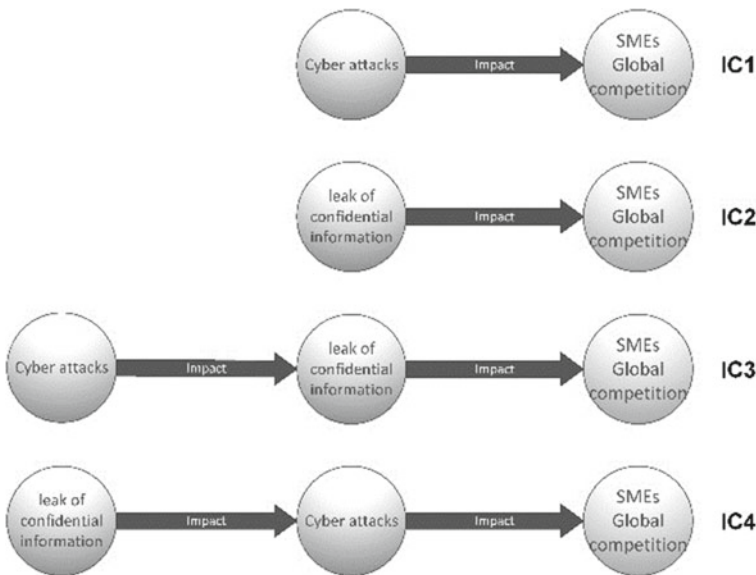 Cyber attacks
Impact
SMEs
Global
competition
IC1
leak of
confidential
information
Impact
SMEs
Global
competition
IC2
Cyber attacks
Impact
leak of
confidential
information
Impact
SMEs
Global
competition
IC3
leak of
confidential
information
Impact
Cyber attacks
Impact
SMEs
Global
competition
IC4